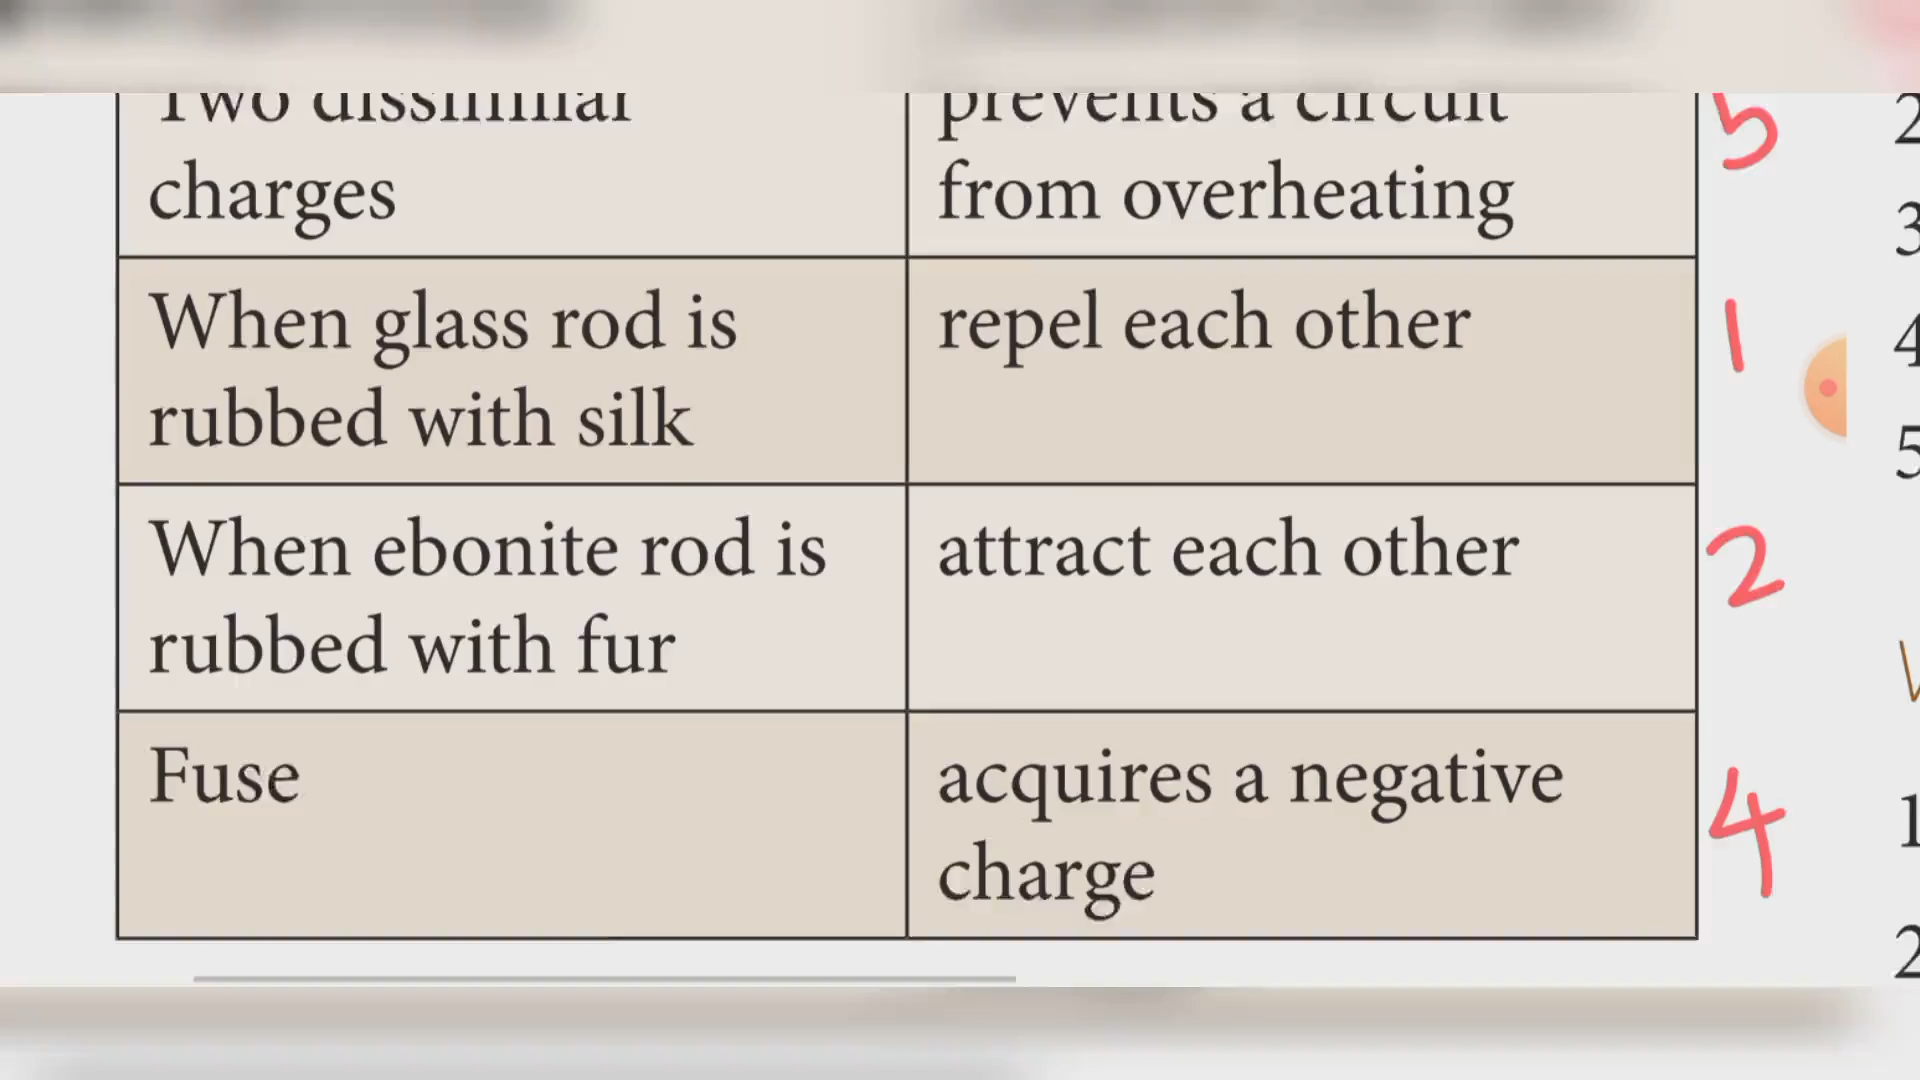 Two dissimilar
charges
prevents a circuit
from overheating
5
When glass rod is
rubbed with silk
repel each other
1
When ebonite rod is
rubbed with fur
attract each other
2
Fuse
acquires a negative
charge
4
2
3
4
5
1
2